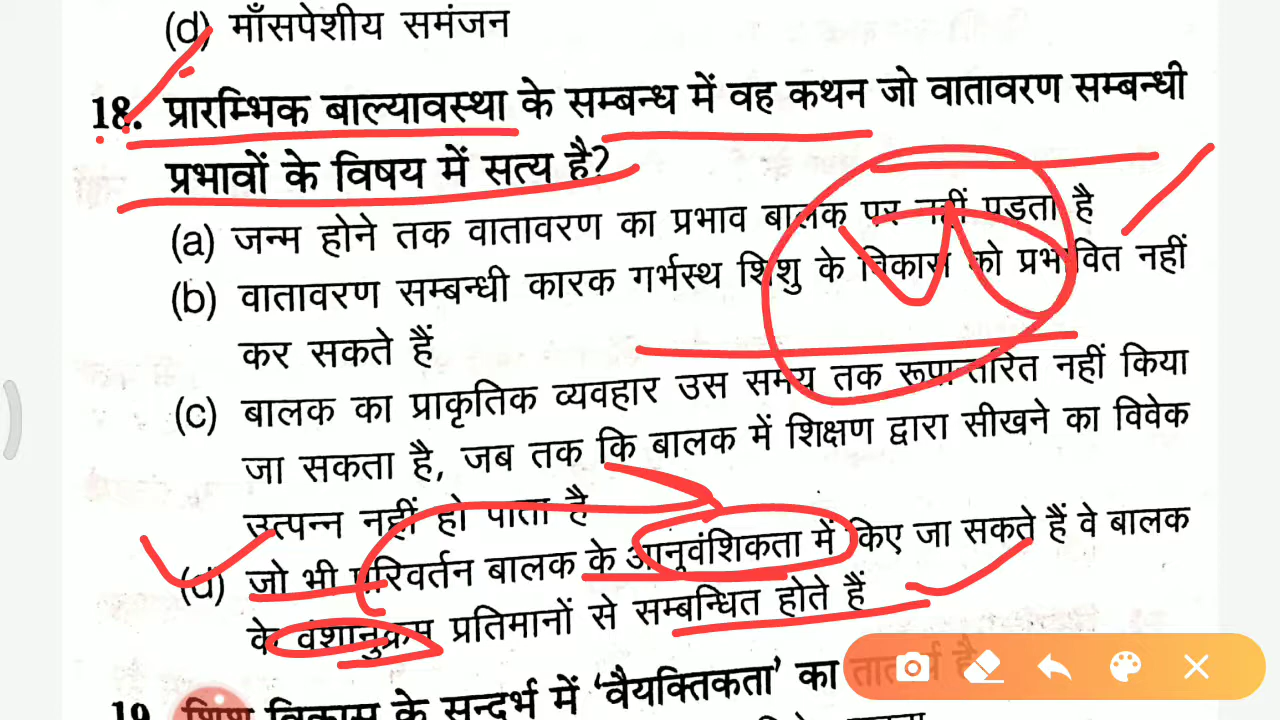 (d) माँसपेशीय समंजन
18. प्रारम्भिक बाल्यावस्था के सम्बन्ध में वह कथन जो वातावरण सम्बन्धी
प्रभावों के विषय में सत्य है?
(a) जन्म होने तक वातावरण का प्रभाव बालक पर नहीं पड़ता है
(b) वातावरण सम्बन्धी कारक गर्भस्थ शिशु के विकास को प्रभावित नहीं
कर सकते हैं
(c) बालक का प्राकृतिक व्यवहार उस समय तक रूपान्तरित नहीं किया
जा सकता है, जब तक कि बालक में शिक्षण द्वारा सीखने का विवेक
उत्पन्न नहीं हो पाता है
(d) जो भी परिवर्तन बालक के आनुवंशिकता में किए जा सकते हैं वे बालक
के वंशानुक्रम प्रतिमानों से सम्बन्धित होते हैं
19. शिशु विकास के सन्दर्भ में ‘वैयक्तिकता’ का तात्पर्य है